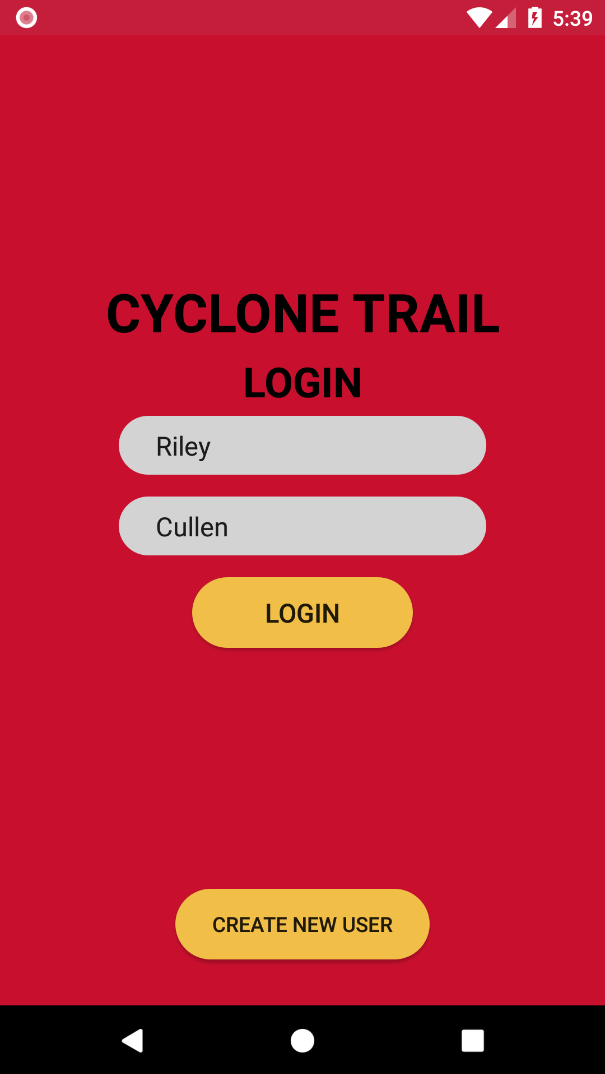 5:39
CYCLONE TRAIL
LOGIN
Riley
Cullen
LOGIN
CREATE NEW USER